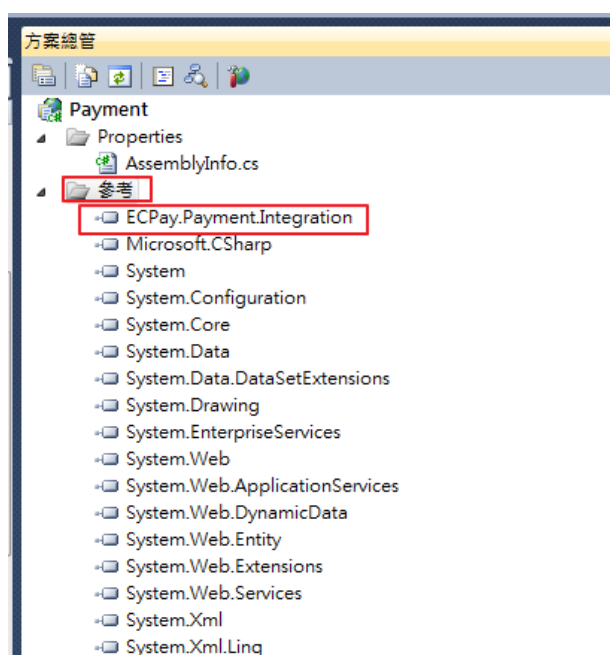 方案總管
Payment
Properties
AssemblyInfo.cs
參考
ECPay.Payment.Integration
Microsoft.CSharp
System
System.Configuration
System.Core
System.Data
System.Data.DataSetExtensions
System.Drawing
System.EnterpriseServices
System.Web
System.Web.ApplicationServices
System.Web.DynamicData
System.Web.Entity
System.Web.Extensions
System.Web.Services
System.Xml
System.Xml.Linq